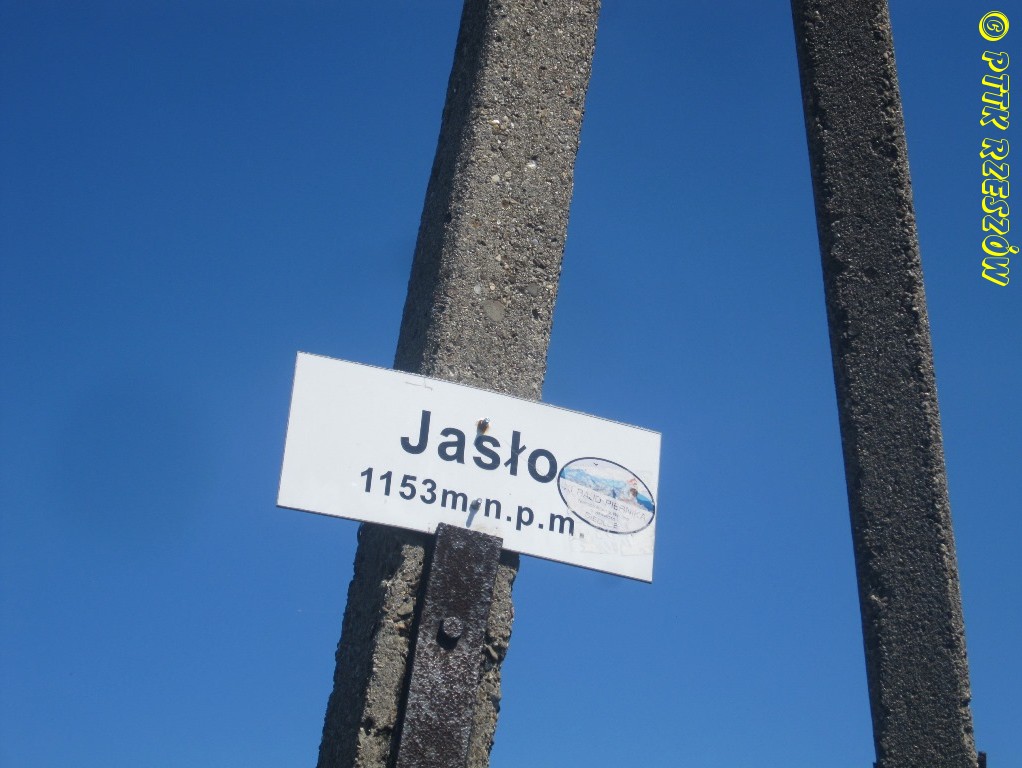 Jasło
1153m n.p.m.
© PTTK RZESZÓW